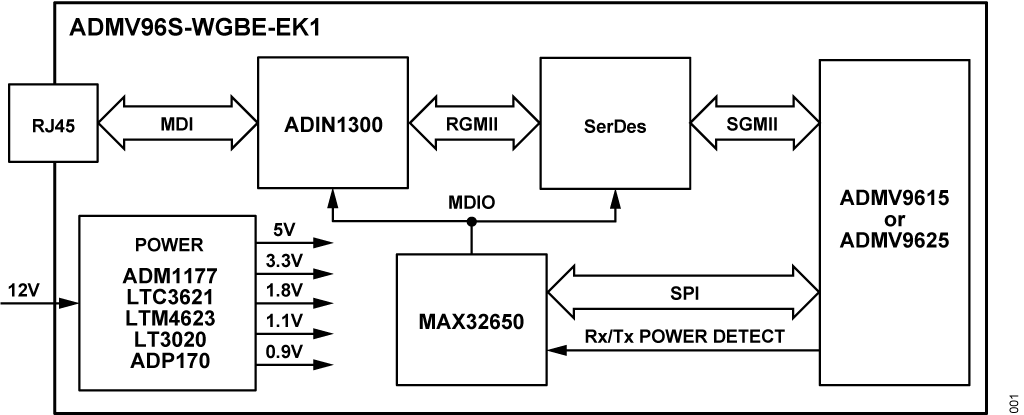 ADMV96S-WGBE-EK1
RJ45
MDI
ADIN1300
RGMII
SerDes
SGMII
ADMV9615
or
ADMV9625
MDIO
12V
POWER
ADM1177
LTC3621
LTM4623
LT3020
ADP170
5V
3.3V
1.8V
1.1V
0.9V
MAX32650
SPI
Rx/Tx POWER DETECT
001